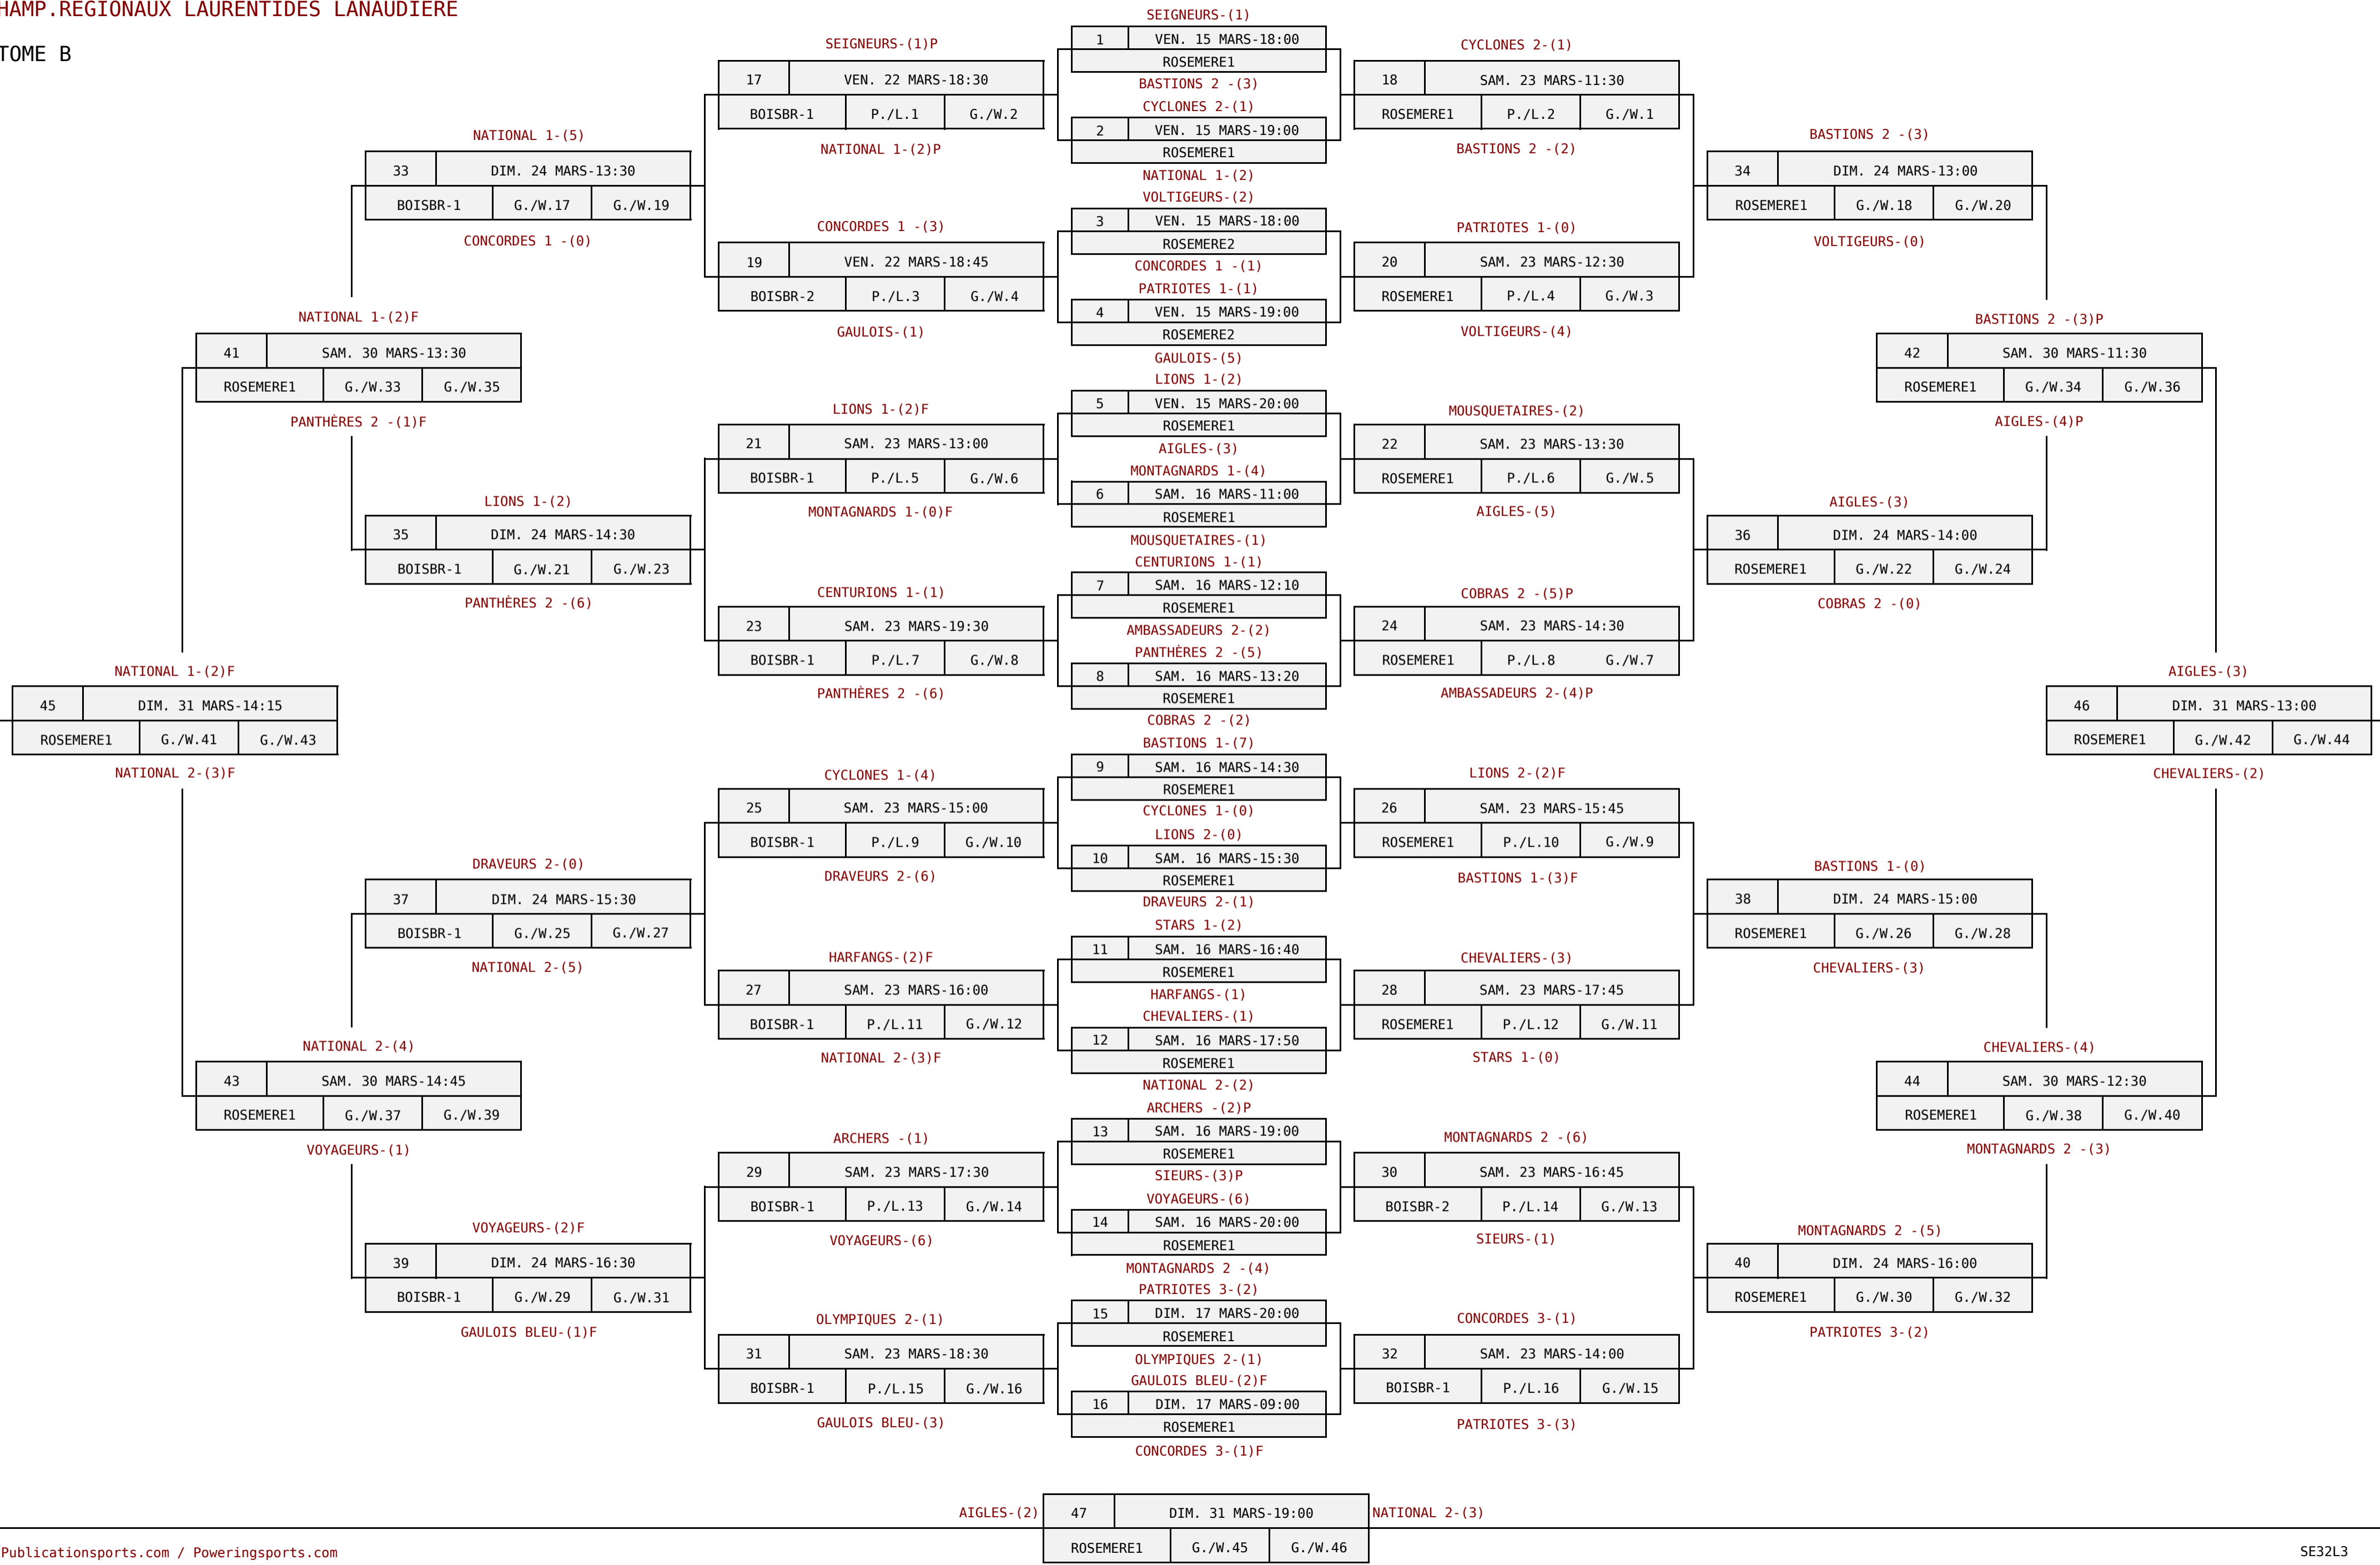 HAMP.REGIONAUX LAURENTIDES LANAUDIERE
TOME B
NATIONAL 1-(2)F
45 DIM. 31 MARS-14:15
ROSEMERE1 G./W.41 G./W.43
NATIONAL 2-(3)F
NATIONAL 1-(2)F
41 SAM. 30 MARS-13:30
ROSEMERE1 G./W.33 G./W.35
PANTHÈRES 2 -(1)F
NATIONAL 2-(4)
43 SAM. 30 MARS-14:45
ROSEMERE1 G./W.37 G./W.39
VOYAGEURS-(1)
NATIONAL 1-(5)
33 DIM. 24 MARS-13:30
BOISBR-1 G./W.17 G./W.19
CONCORDES 1 -(0)
LIONS 1-(2)
35 DIM. 24 MARS-14:30
BOISBR-1 G./W.21 G./W.23
PANTHÈRES 2 -(6)
DRAVEURS 2-(0)
37 DIM. 24 MARS-15:30
BOISBR-1 G./W.25 G./W.27
NATIONAL 2-(5)
VOYAGEURS-(2)F
39 DIM. 24 MARS-16:30
BOISBR-1 G./W.29 G./W.31
GAULOIS BLEU-(1)F
SEIGNEURS-(1)P
17 VEN. 22 MARS-18:30
BOISBR-1 P./L.1 G./W.2
NATIONAL 1-(2)P
CONCORDES 1 -(3)
19 VEN. 22 MARS-18:45
BOISBR-2 P./L.3 G./W.4
GAULOIS-(1)
LIONS 1-(2)F
21 SAM. 23 MARS-13:00
BOISBR-1 P./L.5 G./W.6
MONTAGNARDS 1-(0)F
CENTURIONS 1-(1)
23 SAM. 23 MARS-19:30
BOISBR-1 P./L.7 G./W.8
PANTHÈRES 2 -(6)
CYCLONES 1-(4)
25 SAM. 23 MARS-15:00
BOISBR-1 P./L.9 G./W.10
DRAVEURS 2-(6)
HARFANGS-(2)F
27 SAM. 23 MARS-16:00
BOISBR-1 P./L.11 G./W.12
NATIONAL 2-(3)F
ARCHERS -(1)
29 SAM. 23 MARS-17:30
BOISBR-1 P./L.13 G./W.14
VOYAGEURS-(6)
OLYMPIQUES 2-(1)
31 SAM. 23 MARS-18:30
BOISBR-1 P./L.15 G./W.16
GAULOIS BLEU-(3)
SEIGNEURS-(1)
1 VEN. 15 MARS-18:00
ROSEMERE1
BASTIONS 2 -(3)
CYCLONES 2-(1)
2 VEN. 15 MARS-19:00
ROSEMERE1
NATIONAL 1-(2)
VOLTIGEURS-(2)
3 VEN. 15 MARS-18:00
ROSEMERE2
CONCORDES 1 -(1)
PATRIOTES 1-(1)
4 VEN. 15 MARS-19:00
ROSEMERE2
GAULOIS-(5)
LIONS 1-(2)
5 VEN. 15 MARS-20:00
ROSEMERE1
AIGLES-(3)
MONTAGNARDS 1-(4)
6 SAM. 16 MARS-11:00
ROSEMERE1
MOUSQUETAIRES-(1)
CENTURIONS 1-(1)
7 SAM. 16 MARS-12:10
ROSEMERE1
AMBASSADEURS 2-(2)
PANTHÈRES 2 -(5)
8 SAM. 16 MARS-13:20
ROSEMERE1
COBRAS 2 -(2)
BASTIONS 1-(7)
9 SAM. 16 MARS-14:30
ROSEMERE1
CYCLONES 1-(0)
LIONS 2-(0)
10 SAM. 16 MARS-15:30
ROSEMERE1
DRAVEURS 2-(1)
STARS 1-(2)
11 SAM. 16 MARS-16:40
ROSEMERE1
HARFANGS-(1)
CHEVALIERS-(1)
12 SAM. 16 MARS-17:50
ROSEMERE1
NATIONAL 2-(2)
ARCHERS -(2)P
13 SAM. 16 MARS-19:00
ROSEMERE1
SIEURS-(3)P
VOYAGEURS-(6)
14 SAM. 16 MARS-20:00
ROSEMERE1
MONTAGNARDS 2 -(4)
PATRIOTES 3-(2)
15 DIM. 17 MARS-20:00
ROSEMERE1
OLYMPIQUES 2-(1)
GAULOIS BLEU-(2)F
16 DIM. 17 MARS-09:00
ROSEMERE1
CONCORDES 3-(1)F
CYCLONES 2-(1)
18 SAM. 23 MARS-11:30
ROSEMERE1 P./L.2 G./W.1
BASTIONS 2 -(2)
PATRIOTES 1-(0)
20 SAM. 23 MARS-12:30
ROSEMERE1 P./L.4 G./W.3
VOLTIGEURS-(4)
MOUSQUETAIRES-(2)
22 SAM. 23 MARS-13:30
ROSEMERE1 P./L.6 G./W.5
AIGLES-(5)
COBRAS 2 -(5)P
24 SAM. 23 MARS-14:30
ROSEMERE1 P./L.8 G./W.7
AMBASSADEURS 2-(4)P
LIONS 2-(2)F
26 SAM. 23 MARS-15:45
ROSEMERE1 P./L.10 G./W.9
BASTIONS 1-(3)F
CHEVALIERS-(3)
28 SAM. 23 MARS-17:45
ROSEMERE1 P./L.12 G./W.11
STARS 1-(0)
MONTAGNARDS 2 -(6)
30 SAM. 23 MARS-16:45
BOISBR-2 P./L.14 G./W.13
SIEURS-(1)
CONCORDES 3-(1)
32 SAM. 23 MARS-14:00
BOISBR-1 P./L.16 G./W.15
PATRIOTES 3-(3)
BASTIONS 2 -(3)
34 DIM. 24 MARS-13:00
ROSEMERE1 G./W.18 G./W.20
VOLTIGEURS-(0)
AIGLES-(3)
36 DIM. 24 MARS-14:00
ROSEMERE1 G./W.22 G./W.24
COBRAS 2 -(0)
BASTIONS 1-(0)
38 DIM. 24 MARS-15:00
ROSEMERE1 G./W.26 G./W.28
CHEVALIERS-(3)
MONTAGNARDS 2 -(5)
40 DIM. 24 MARS-16:00
ROSEMERE1 G./W.30 G./W.32
PATRIOTES 3-(2)
BASTIONS 2 -(3)P
42 SAM. 30 MARS-11:30
ROSEMERE1 G./W.34 G./W.36
AIGLES-(4)P
CHEVALIERS-(4)
44 SAM. 30 MARS-12:30
ROSEMERE1 G./W.38 G./W.40
MONTAGNARDS 2 -(3)
AIGLES-(3)
46 DIM. 31 MARS-13:00
ROSEMERE1 G./W.42 G./W.44
CHEVALIERS-(2)
AIGLES-(2) 47 DIM. 31 MARS-19:00 NATIONAL 2-(3)
ROSEMERE1 G./W.45 G./W.46
Publicationsports.com / Poweringsports.com
SE32L3